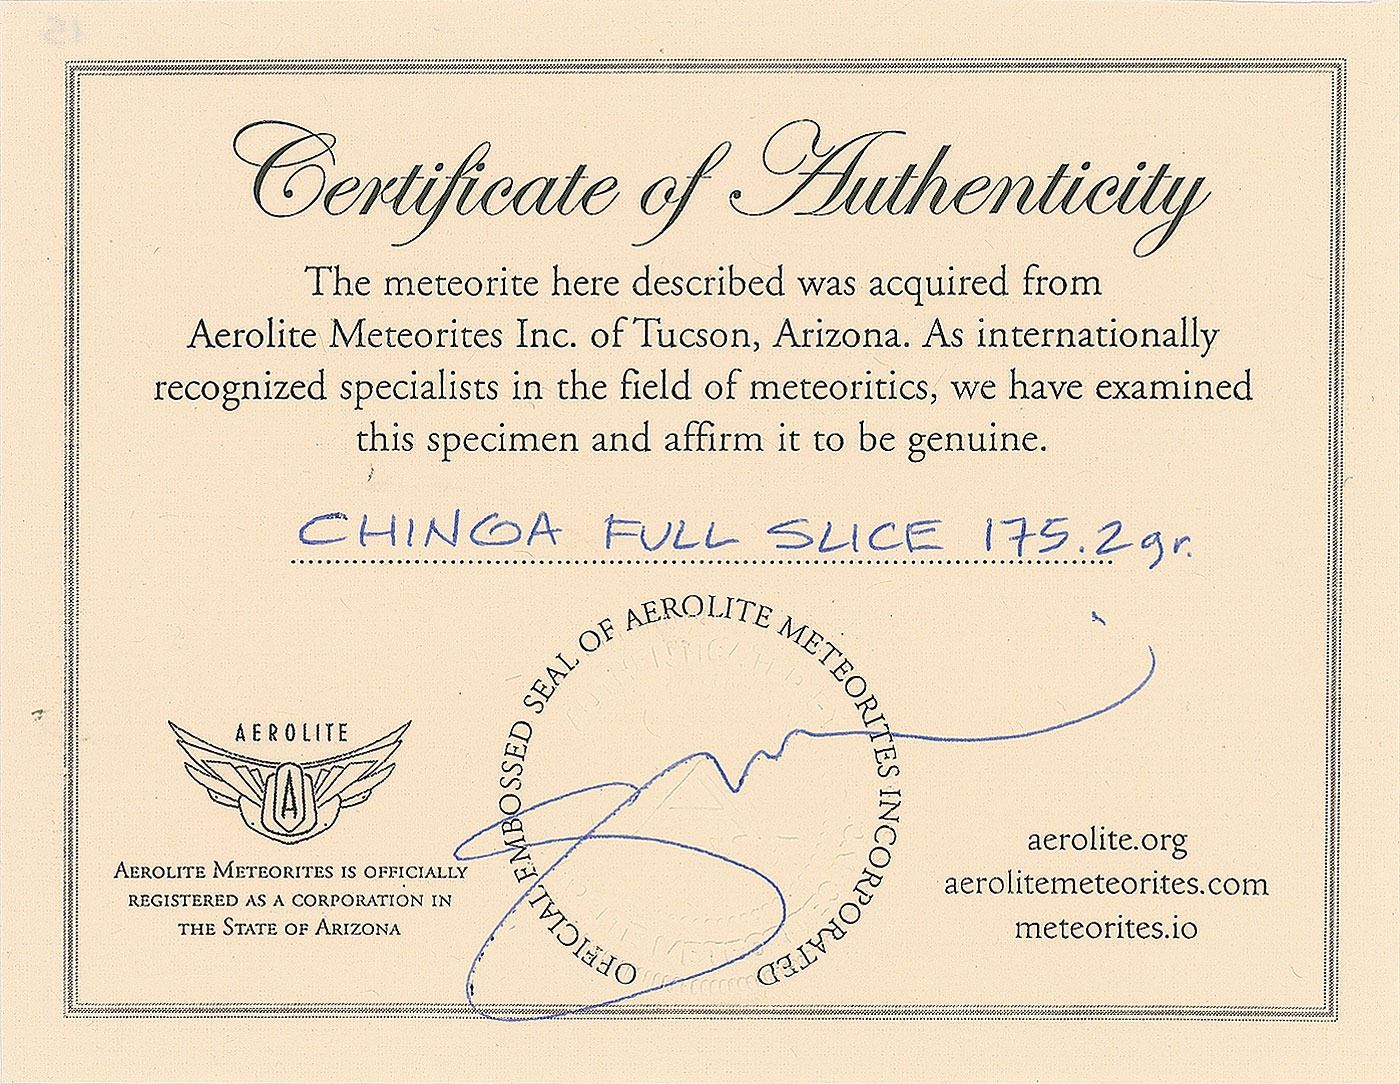 Certificate of Authenticity
The meteorite here described was acquired from
Aerolite Meteorites Inc. of Tucson, Arizona. As internationally
recognized specialists in the field of meteoritics, we have examined
this specimen and affirm it to be genuine.
CHINGA FULL SLICE 175.2 gr.
OFFICIAL EMBOSSED SEAL OF AEROLITE METEORITES INCORPORATED
AEROLITE
A
AEROLITE METEORITES IS OFFICIALLY
REGISTERED AS A CORPORATION IN
THE STATE OF ARIZONA
aerolite.org
aerolitemeteorites.com
meteorites.io